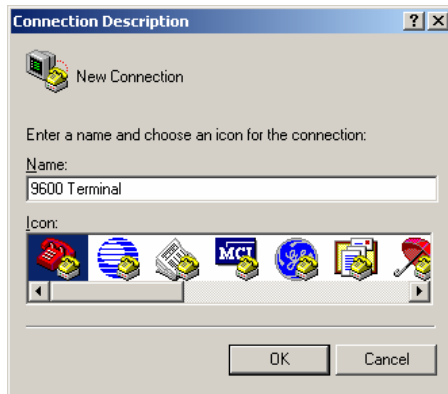 Connection Description
New Connection
Enter a name and choose an icon for the connection:
Name:
9600 Terminal
Icon:
MCI
OK
Cancel